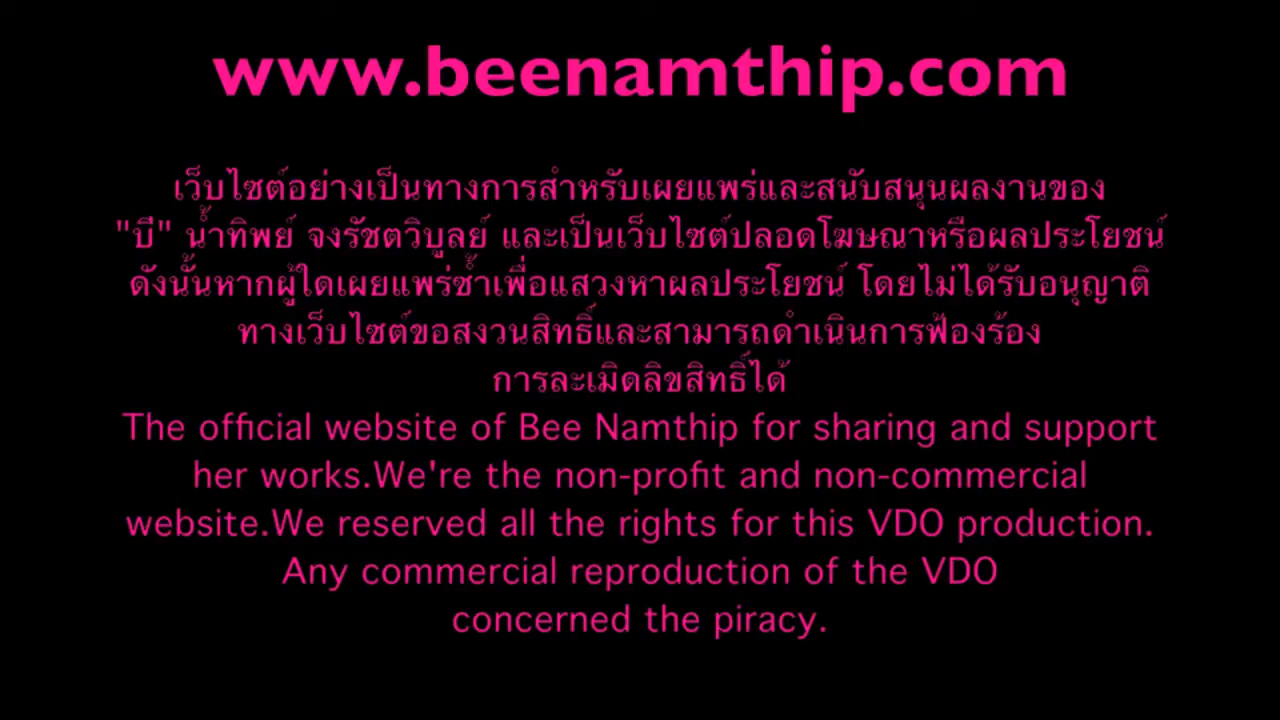 www.beenamthip.com
เว็บไซต์อย่างเป็นทางการสำหรับเผยแพร่และสนับสนุนผลงานของ
"บี" น้ำทิพย์ จงรัชตวิบูลย์ และเป็นเว็บไซต์ปลอดโฆษณาหรือผลประโยชน์
ดังนั้นหากผู้ใดเผยแพร่ซ้ำเพื่อแสวงหาผลประโยชน์ โดยไม่ได้รับอนุญาติ
ทางเว็บไซต์ขอสงวนสิทธิ์และสามารถดำเนินการฟ้องร้อง
การละเมิดลิขสิทธิ์ได้
The official website of Bee Namthip for sharing and support
her works.We're the non-profit and non-commercial
website.We reserved all the rights for this VDO production.
Any commercial reproduction of the VDO
concerned the piracy.